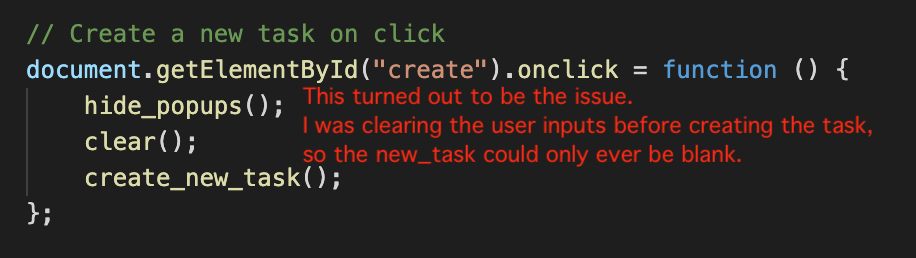 // Create a new task on click
document.getElementById("create").onclick = function () {
hide_popups();
This turned out to be the issue.
I was clearing the user inputs before creating the task,
so the new_task could only ever be blank.
clear();
create_new_task();
};